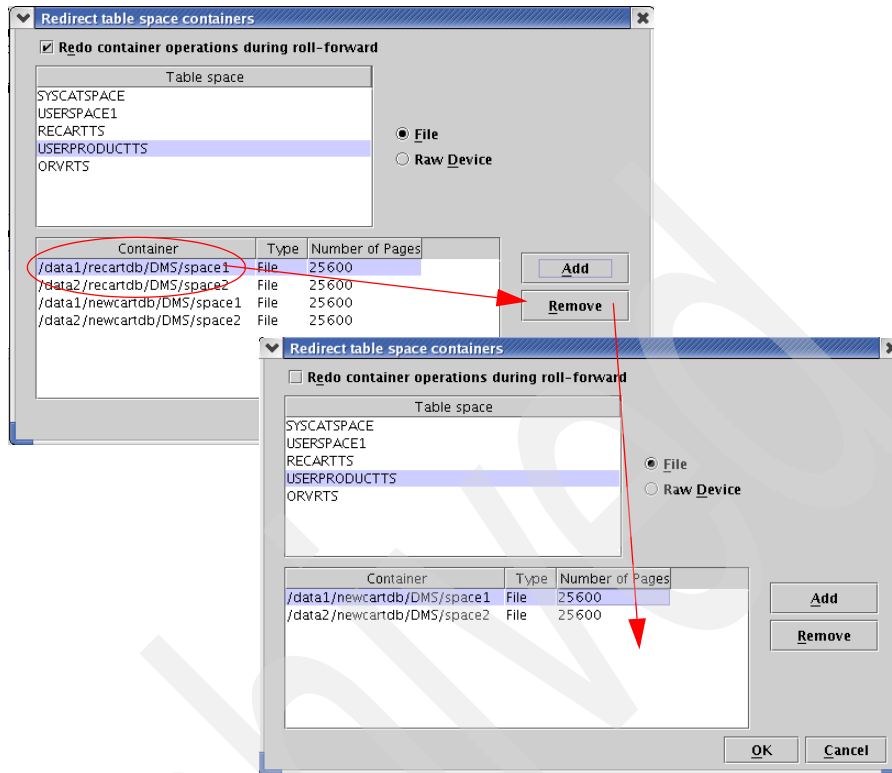 Redirect table space containers
Redo container operations during roll-forward
Table space
SYSCATSPACE
USERSPACE1
RECARTTS
USERPRODUCTTS
ORVRTS
File
Raw Device
Container Type Number of Pages
/data1/recartdb/DMS/space1 File 25600
/data2/recartdb/DMS/space2 File 25600
/data1/newcartdb/DMS/space1 File 25600
/data2/newcartdb/DMS/space2 File 25600
Add
Remove
Redirect table space containers
Redo container operations during roll-forward
Table space
SYSCATSPACE
USERSPACE1
RECARTTS
USERPRODUCTTS
ORVRTS
File
Raw Device
Container Type Number of Pages
/data1/newcartdb/DMS/space1 File 25600
/data2/newcartdb/DMS/space2 File 25600
Add
Remove
OK Cancel